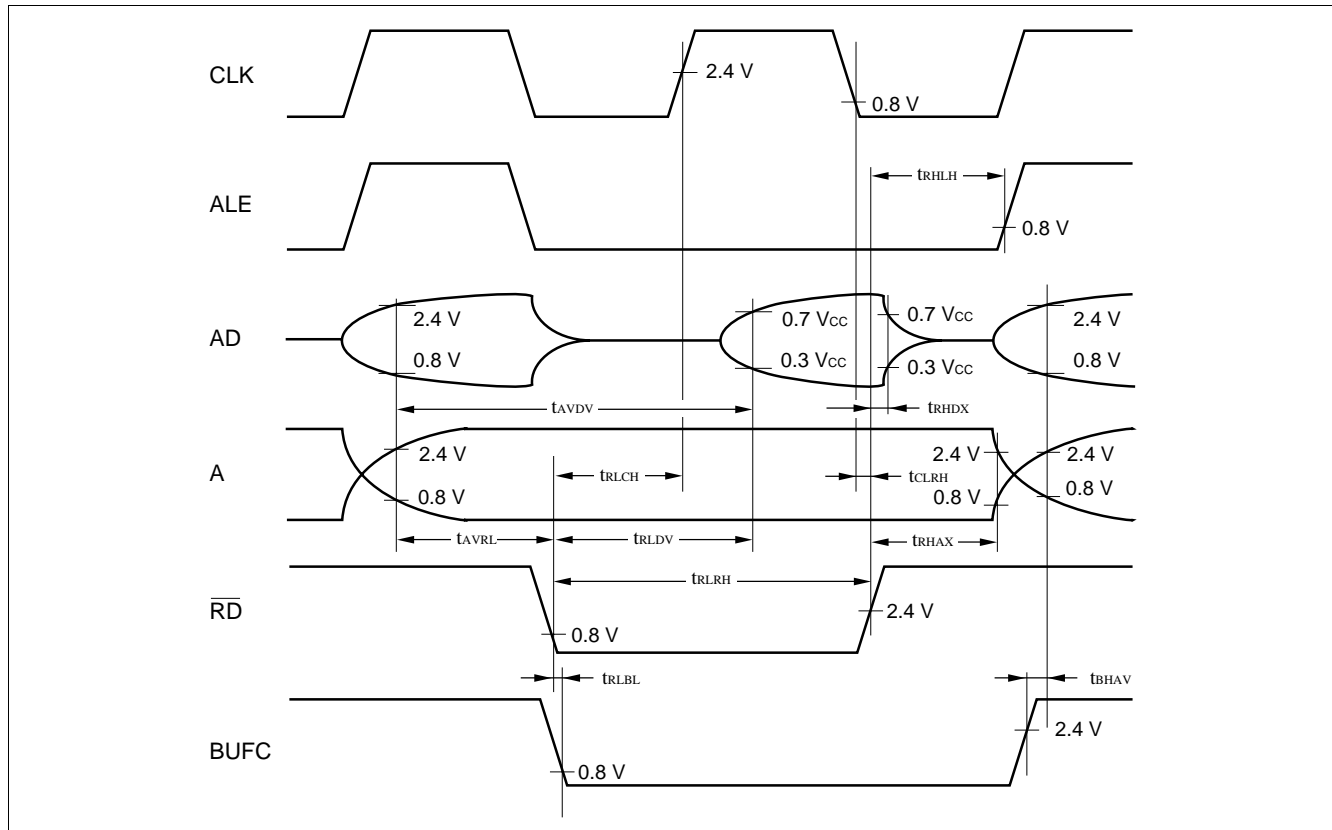 CLK
2.4 V
0.8 V
tRHLH
ALE
0.8 V
AD
2.4 V
0.7 VCC
0.7 VCC
2.4 V
0.8 V
0.3 VCC
0.3 VCC
0.8 V
tAVDV
tRHDX
A
2.4 V
2.4 V
2.4 V
tRLCH
tCLRH
0.8 V
0.8 V
0.8 V
tAVRL
tRLDV
tRHAX
tRLRH
RD
2.4 V
0.8 V
tRLBL
tBHAV
BUFC
2.4 V
0.8 V